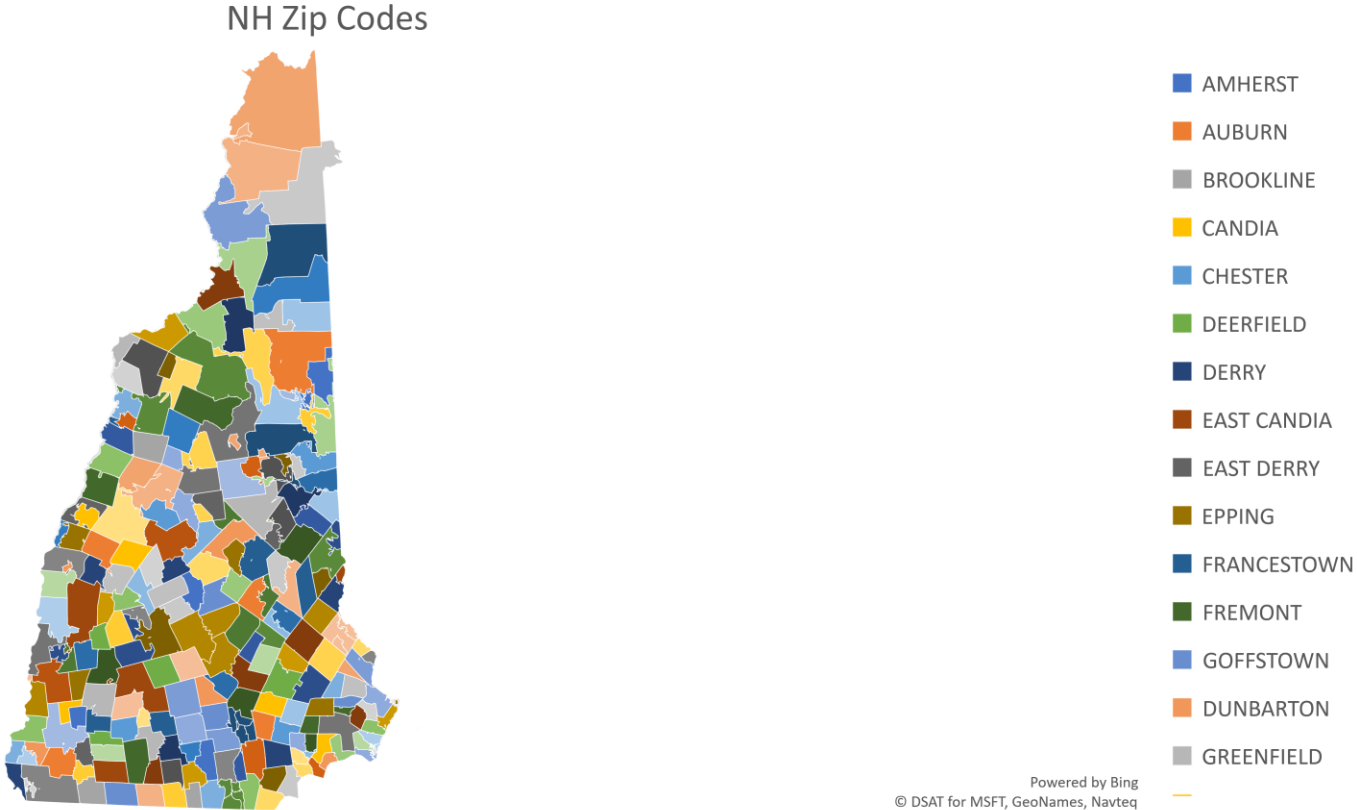 NH Zip Codes
AMHERST
AUBURN
BROOKLINE
CANDIA
CHESTER
DEERFIELD
DERRY
EAST CANDIA
EAST DERRY
EPPING
FRANCESTOWN
FREMONT
GOFFSTOWN
DUNBARTON
GREENFIELD
Powered by Bing
© DSAT for MSFT, GeoNames, Navteq